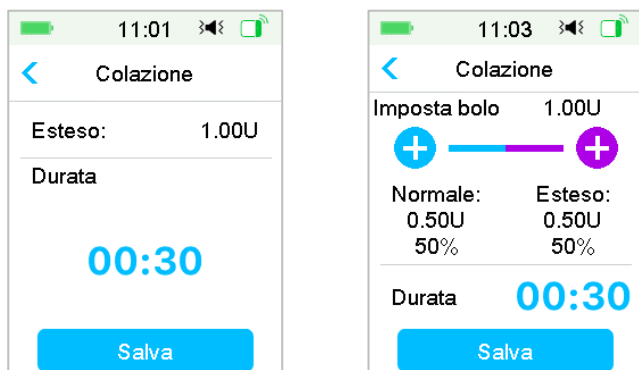 11:01
Colazione
Esteso: 1.00U
Durata
00:30
Salva
11:03
Colazione
Imposta bolo 1.00U
Normale: Esteso:
0.50U 0.50U
50% 50%
Durata 00:30
Salva